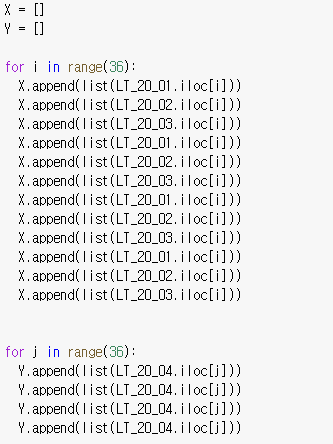 X = []
Y = []
for i in range(36):
  X.append(list(LT_20_01.iloc[i]))
  X.append(list(LT_20_02.iloc[i]))
  X.append(list(LT_20_03.iloc[i]))
  X.append(list(LT_20_01.iloc[i]))
  X.append(list(LT_20_02.iloc[i]))
  X.append(list(LT_20_03.iloc[i]))
  X.append(list(LT_20_01.iloc[i]))
  X.append(list(LT_20_02.iloc[i]))
  X.append(list(LT_20_03.iloc[i]))
  X.append(list(LT_20_01.iloc[i]))
  X.append(list(LT_20_02.iloc[i]))
  X.append(list(LT_20_03.iloc[i]))
for j in range(36):
  Y.append(list(LT_20_04.iloc[j]))
  Y.append(list(LT_20_04.iloc[j]))
  Y.append(list(LT_20_04.iloc[j]))
  Y.append(list(LT_20_04.iloc[j]))